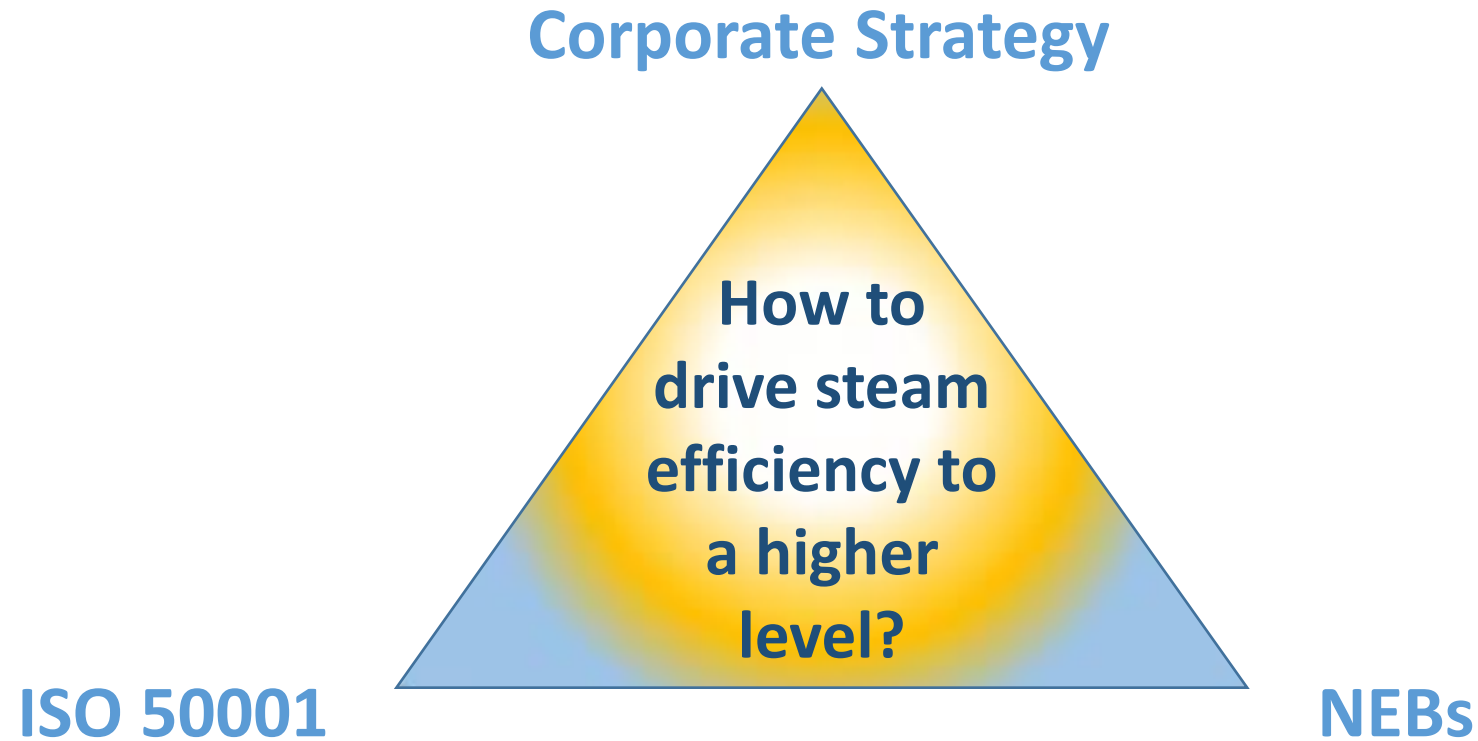 Corporate Strategy
How to
drive steam
efficiency to
a higher
level?
ISO 50001
NEBs